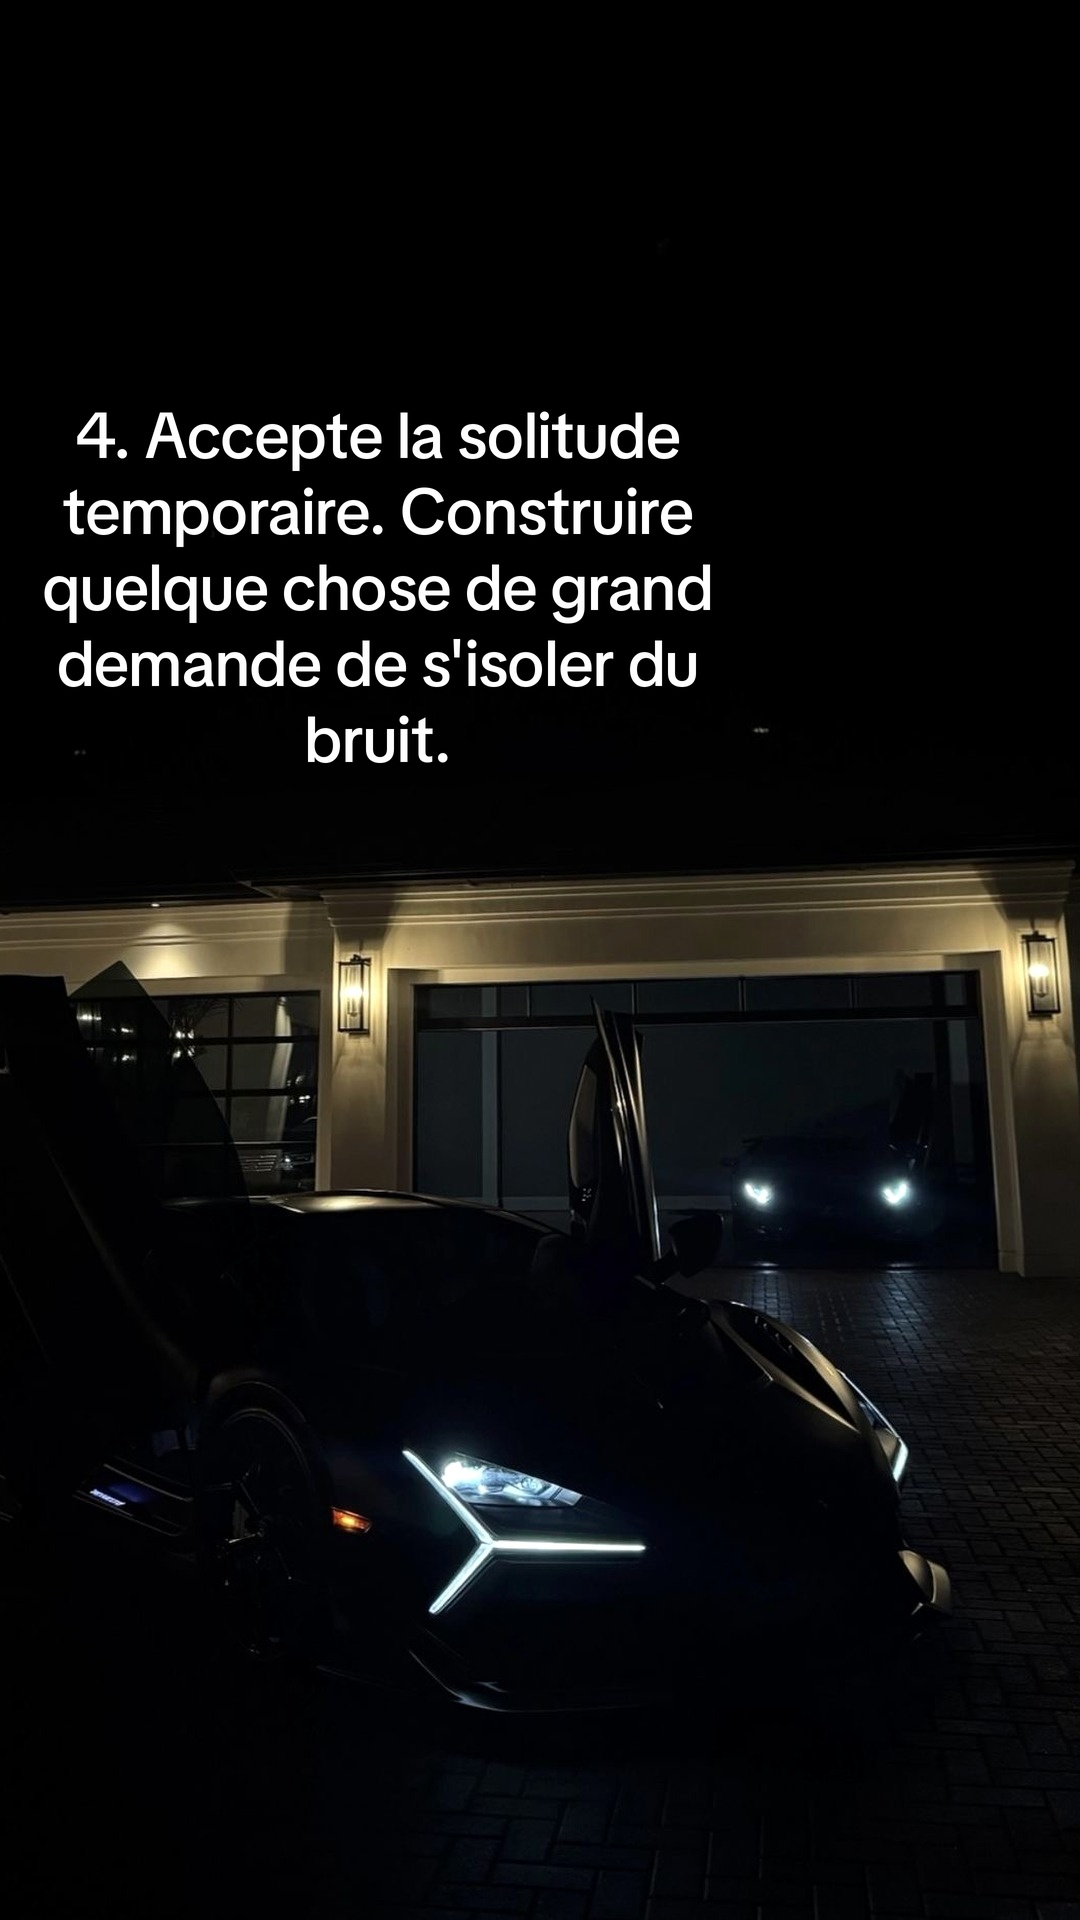 4. Accepte la solitude
temporaire. Construire
quelque chose de grand
demande de s'isoler du
bruit.